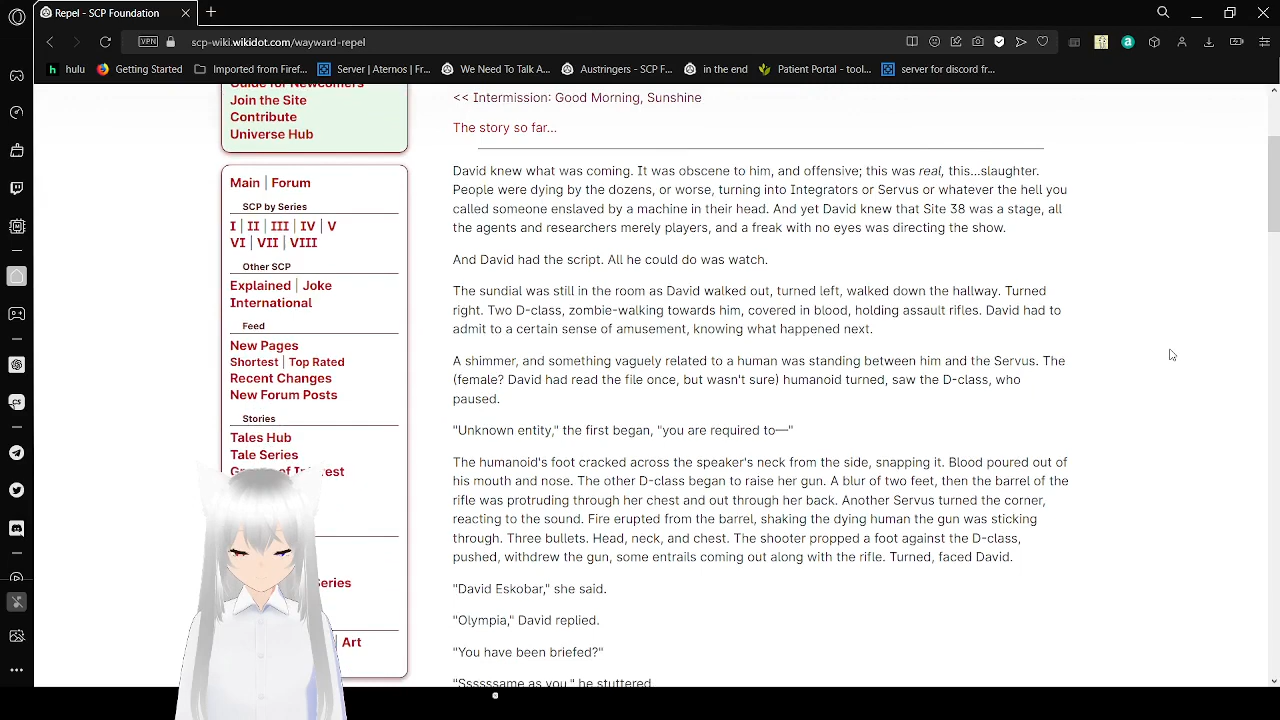 Repel - SCP Foundation
VPN
scp-wiki.wikidot.com/wayward-repel
h hulu
Getting Started
Imported from Firef...
Server | Aternos | Fr...
We Need To Talk A...
Austringers - SCP F...
in the end
Patient Portal - tool...
server for discord fr...
Guide for Newcomers
Join the Site
Contribute
Universe Hub
Main | Forum
SCP by Series
I | II | III | IV | V
VI | VII | VIII
Other SCP
Explained | Joke
International
Feed
New Pages
Shortest | Top Rated
Recent Changes
New Forum Posts
Stories
Tales Hub
Tale Series
of Interest
Series
| Art
<< Intermission: Good Morning, Sunshine
The story so far...
David knew what was coming. It was obscene to him, and offensive; this was real, this...slaughter.
People were dying by the dozens, or worse, turning into Integrators or Servus or whatever the hell you
called someone enslaved by a machine in their head. And yet David knew that Site 38 was a stage, all
the agents and researchers merely players, and a freak with no eyes was directing the show.
And David had the script. All he could do was watch.
The sundial was still in the room as David walked out, turned left, walked down the hallway. Turned
right. Two D-class, zombie-walking towards him, covered in blood, holding assault rifles. David had to
admit to a certain sense of amusement, knowing what happened next.
A shimmer, and something vaguely related to a human was standing between him and the Servus. The
(female? David had read the file once, but wasn't sure) humanoid turned, saw the D-class, who
paused.
"Unknown entity," the first began, "you are required to—"
The humanoid's foot cracked across the speaker's neck from the side, snapping it. Blood poured out of
his mouth and nose. The other D-class began to raise her gun. A blur of two feet, then the barrel of the
rifle was protruding through her chest and out through her back. Another Servus turned the corner,
reacting to the sound. Fire erupted from the barrel, shaking the dying human the gun was sticking
through. Three bullets. Head, neck, and chest. The shooter propped a foot against the D-class,
pushed, withdrew the gun, some entrails coming out along with the rifle. Turned, faced David.
"David Eskobar," she said.
"Olympia," David replied.
"You have been briefed?"
"Ssssssame as you," he stuttered.